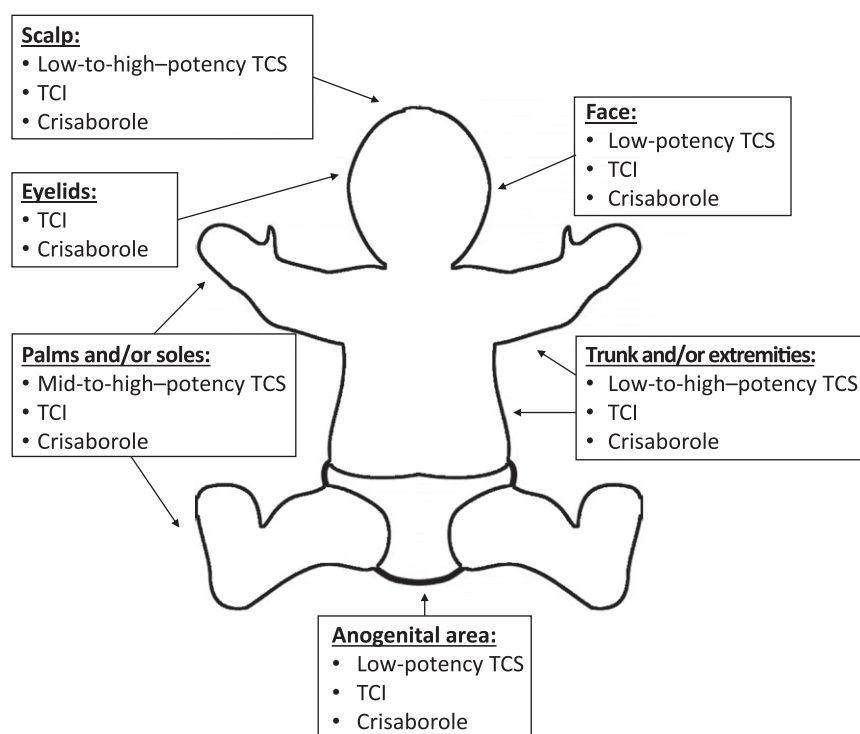 Scalp:
• Low-to-high–potency TCS
• TCI
• Crisaborole
Face:
• Low-potency TCS
• TCI
• Crisaborole
Eyelids:
• TCI
• Crisaborole
Palms and/or soles:
• Mid-to-high–potency TCS
• TCI
• Crisaborole
Trunk and/or extremities:
• Low-to-high–potency TCS
• TCI
• Crisaborole
Anogenital area:
• Low-potency TCS
• TCI
• Crisaborole